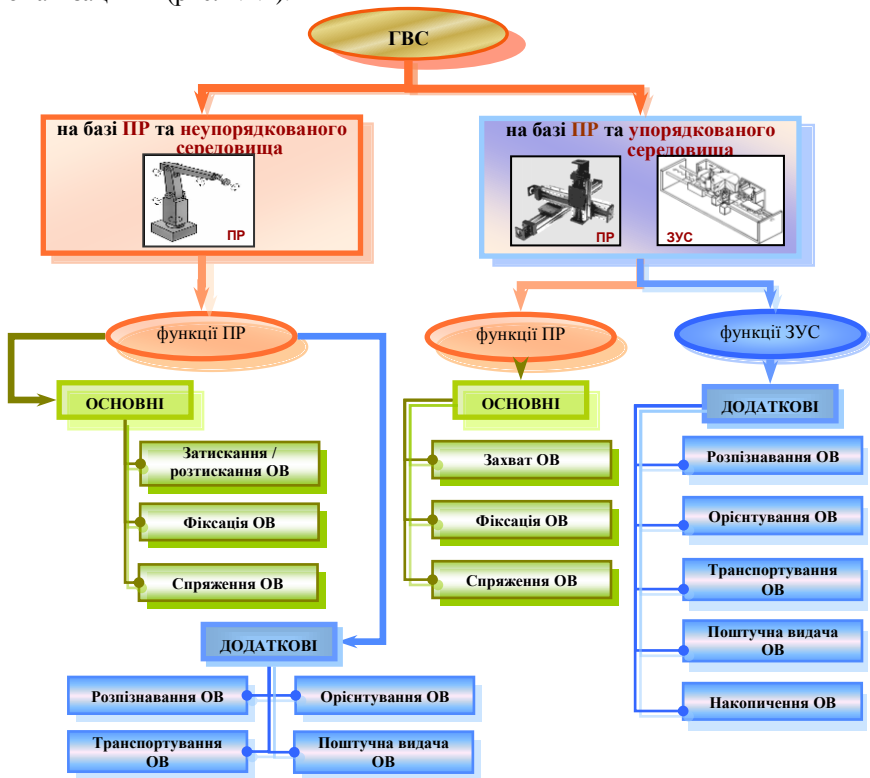 ГВС
на базі ПР та неупорядкованого
середовища
ПР
на базі ПР та упорядкованого
середовища
ПР
ЗУС
функції ПР
функції ПР
функції ЗУС
ОСНОВНІ
Затискання /
розтискання ОВ
Фіксація ОВ
Спряження ОВ
ДОДАТКОВІ
Розпізнавання ОВ
Орієнтування ОВ
Транспортування
ОВ
Поштучна видача
ОВ
ОСНОВНІ
Захват ОВ
Фіксація ОВ
Спряження ОВ
ДОДАТКОВІ
Розпізнавання ОВ
Орієнтування ОВ
Транспортування
ОВ
Поштучна видача
ОВ
Накопичення ОВ